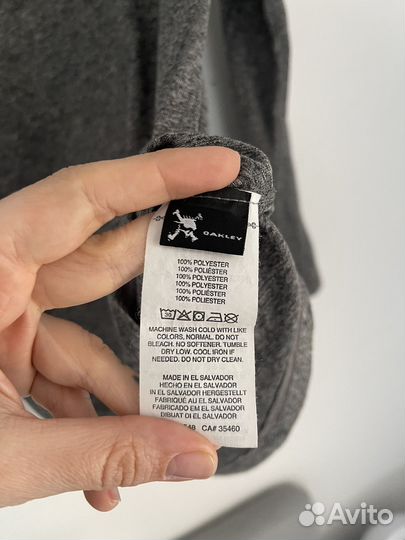 OAKLEY
100% POLYESTER
100% POLIÉSTER
100% POLYESTER
100% POLYESTER
100% POLIÉSTER
100% POLIESTER
MACHINE WASH COLD WITH LIKE
COLORS, NORMAL. DO NOT
BLEACH. NO SOFTENER. TUMBLE
DRY LOW. COOL IRON IF
NEEDED. DO NOT DRY CLEAN.
MADE IN EL SALVADOR
HECHO EN EL SALVADOR
IN EL SALVADOR HERGESTELLT
FABRIQUÉ AU EL SALVADOR
FABRICADO EM EL SALVADOR
DIBUAT DI EL SALVADOR
CA# 35460
Avito